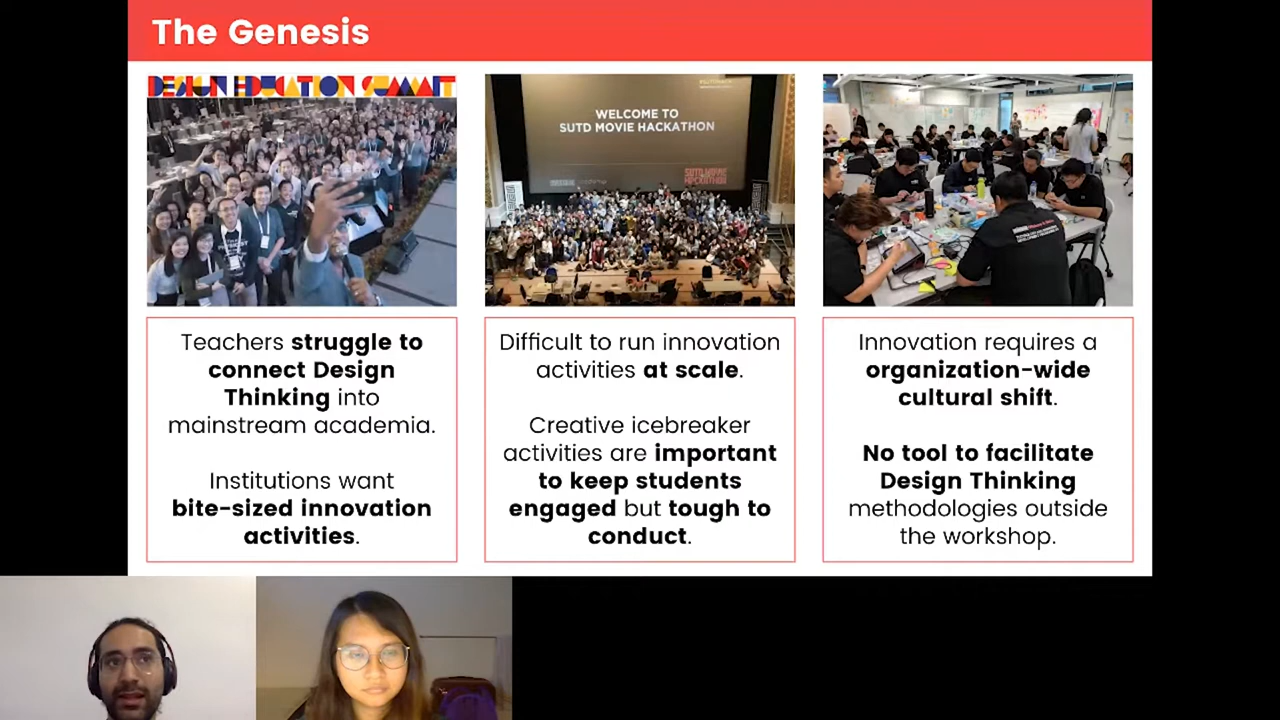 The Genesis
DESIGN EDUCATION SUMMIT
WELCOME TO
SUTD MOVIE HACKATHON
SUTD MOVIE
HACKATHON
Teachers struggle to
connect Design
Thinking into
mainstream academia.
Institutions want
bite-sized innovation
activities.
Difficult to run innovation
activities at scale.
Creative icebreaker
activities are important
to keep students
engaged but tough to
conduct.
Innovation requires a
organization-wide
cultural shift.
No tool to facilitate
Design Thinking
methodologies outside
the workshop.